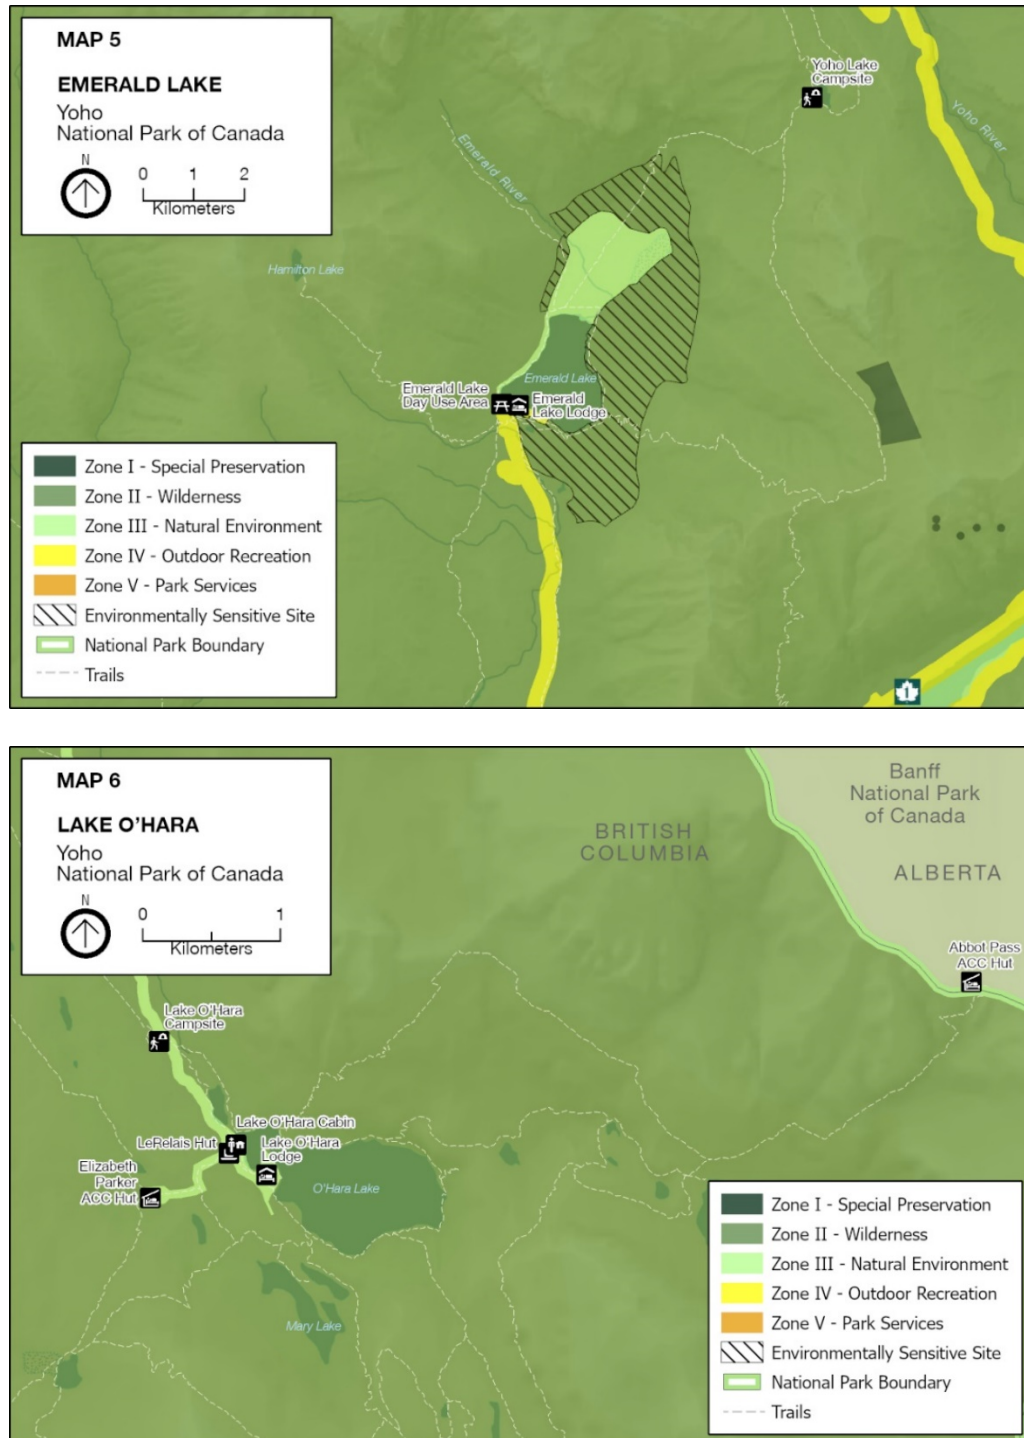 MAP 5
EMERALD LAKE
Yoho
National Park of Canada
N
0 1 2
Kilometers
Yoho Lake
Campsite
Yoho River
Emerald River
Hamilton Lake
Emerald Lake
Emerald Lake
Day Use Area
Emerald
Lake Lodge
Zone I - Special Preservation
Zone II - Wilderness
Zone III - Natural Environment
Zone IV - Outdoor Recreation
Zone V - Park Services
Environmentally Sensitive Site
National Park Boundary
Trails
1
MAP 6
LAKE O'HARA
Yoho
National Park of Canada
N
0 1
Kilometers
Banff
National Park
of Canada
BRITISH
COLUMBIA
ALBERTA
Abbot Pass
ACC Hut
Lake O'Hara
Campsite
Lake O'Hara Cabin
LeRelais Hut
Lake O'Hara
Lodge
Elizabeth
Parker
ACC Hut
O'Hara Lake
Mary Lake
Zone I - Special Preservation
Zone II - Wilderness
Zone III - Natural Environment
Zone IV - Outdoor Recreation
Zone V - Park Services
Environmentally Sensitive Site
National Park Boundary
Trails